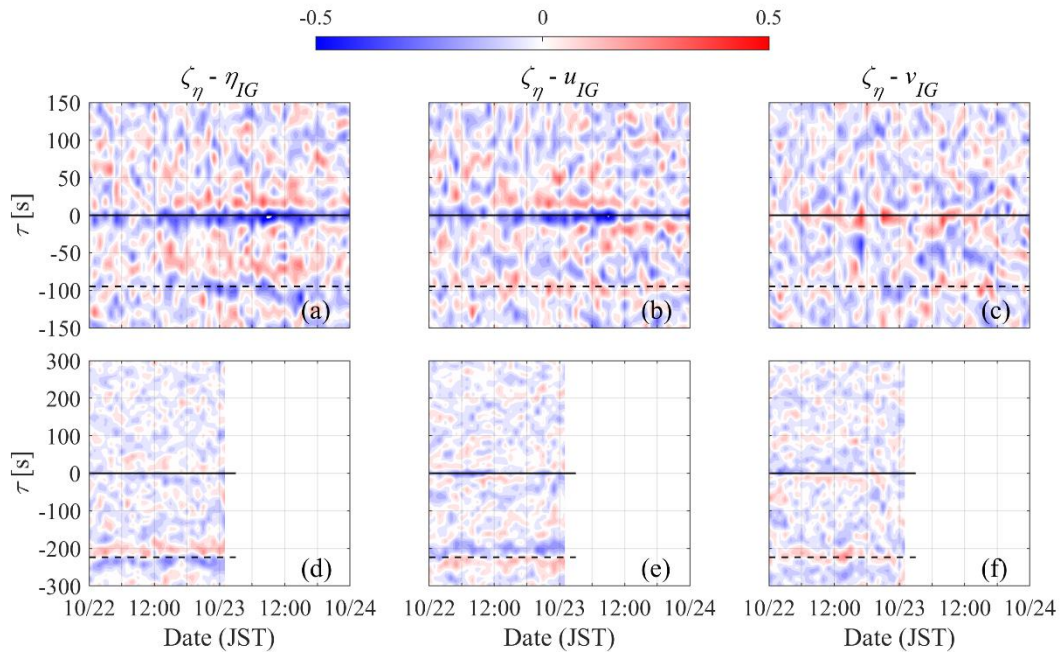 -0.5 0 0.5
ζ_η - η_IG ζ_η - u_IG ζ_η - v_IG
150
100
50
0
-50
-100
-150
τ [s]
(a) (b) (c)
300
200
100
0
-100
-200
-300
τ [s]
(d) (e) (f)
10/22 12:00 10/23 12:00 10/24 10/22 12:00 10/23 12:00 10/24 10/22 12:00 10/23 12:00 10/24
Date (JST) Date (JST) Date (JST)